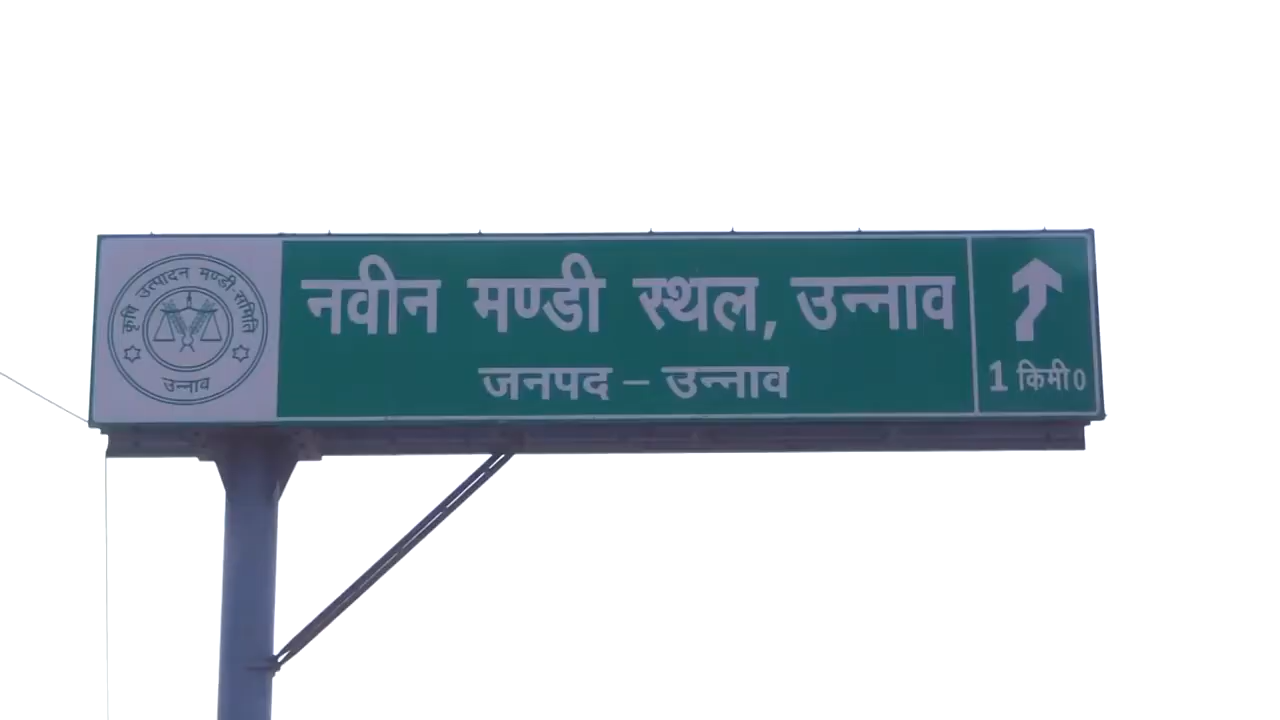 कृषि उत्पादन मण्डी समिति
उन्नाव
नवीन मण्डी स्थल, उन्नाव
जनपद – उन्नाव
1 किमी0